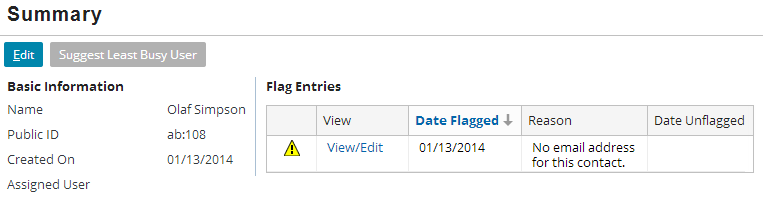 Summary
Edit Suggest Least Busy User
Basic Information
Name Olaf Simpson
Public ID ab:108
Created On 01/13/2014
Assigned User
Flag Entries
View Date Flagged Reason Date Unflagged
View/Edit 01/13/2014 No email address
for this contact.